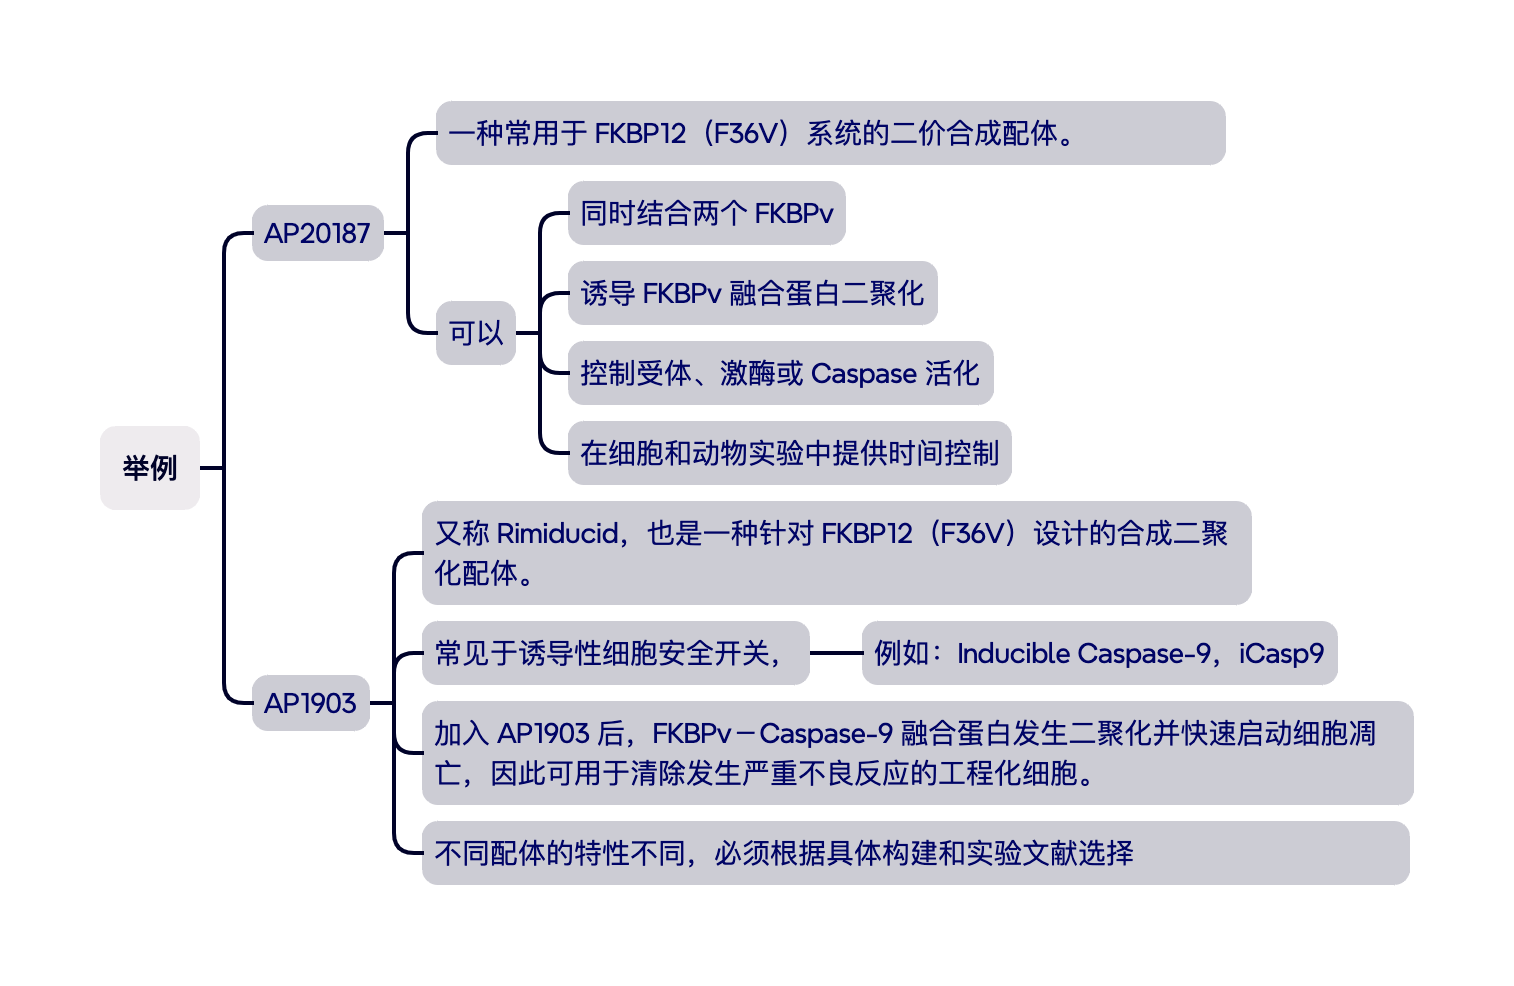 举例
AP20187
一种常用于 FKBP12（F36V）系统的二价合成配体。
可以
同时结合两个 FKBPv
诱导 FKBPv 融合蛋白二聚化
控制受体、激酶或 Caspase 活化
在细胞和动物实验中提供时间控制
AP1903
又称 Rimiducid，也是一种针对 FKBP12（F36V）设计的合成二聚
化配体。
常见于诱导性细胞安全开关，
例如：Inducible Caspase-9，iCasp9
加入 AP1903 后，FKBPv－Caspase-9 融合蛋白发生二聚化并快速启动细胞凋
亡，因此可用于清除发生严重不良反应的工程化细胞。
不同配体的特性不同，必须根据具体构建和实验文献选择